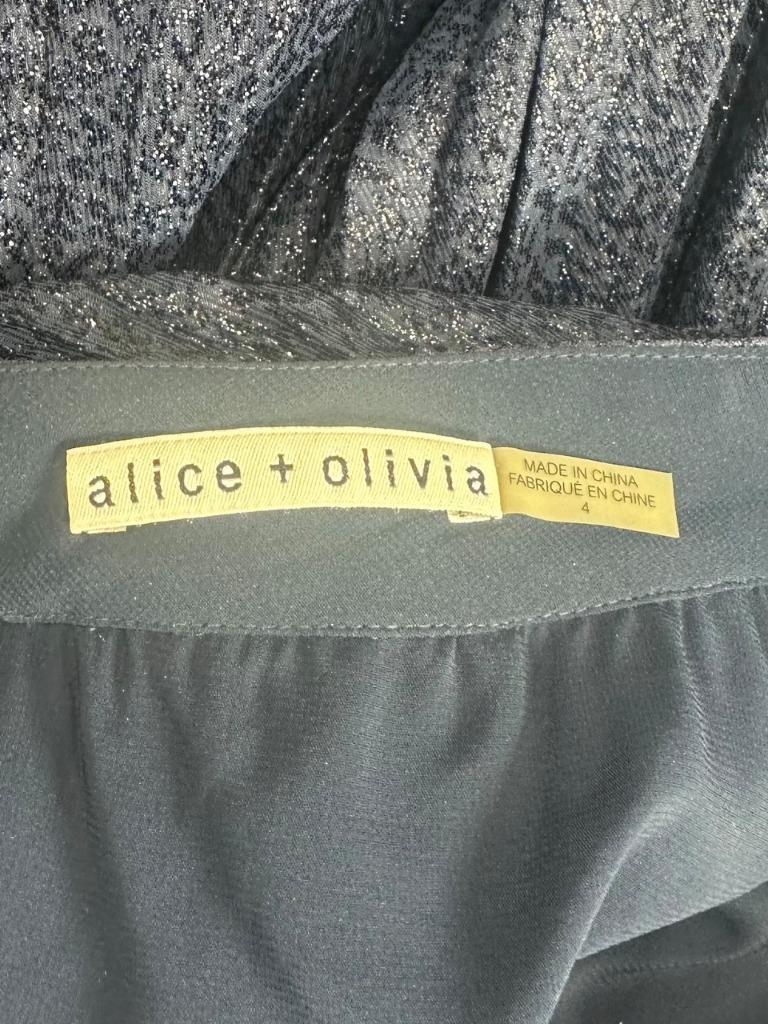 alice + olivia
MADE IN CHINA
FABRIQUÉ EN CHINE
4